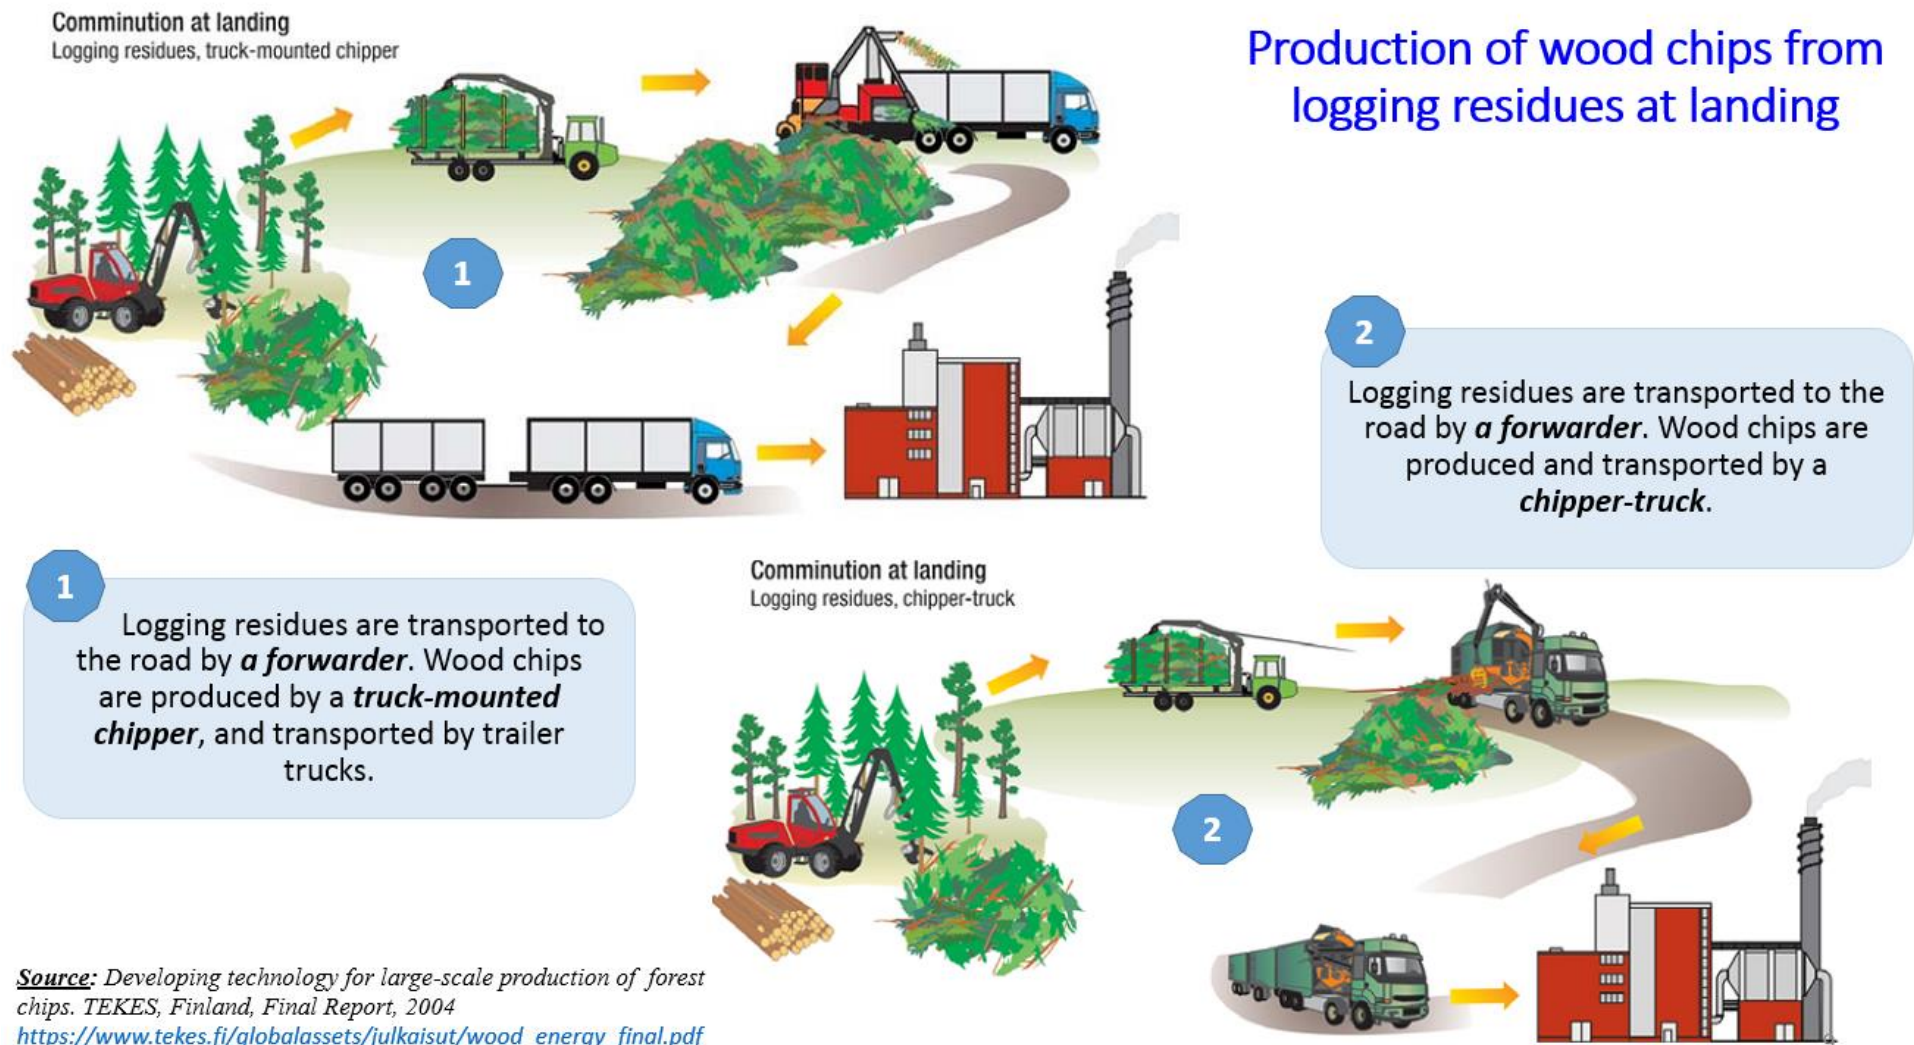 Comminution at landing
Logging residues, truck-mounted chipper
Production of wood chips from
logging residues at landing
1
2
Logging residues are transported to the
road by a forwarder. Wood chips are
produced and transported by a
chipper-truck.
1
Logging residues are transported to
the road by a forwarder. Wood chips
are produced by a truck-mounted
chipper, and transported by trailer
trucks.
Comminution at landing
Logging residues, chipper-truck
2
Source: Developing technology for large-scale production of forest
chips. TEKES, Finland, Final Report, 2004
https://www.tekes.fi/globalassets/julkaisut/wood_energy_final.pdf